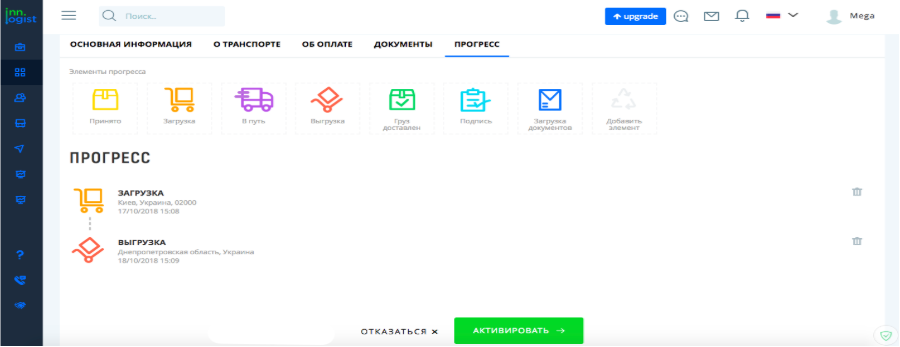 inn.
logist
Поиск...
upgrade
Mega
ОСНОВНАЯ ИНФОРМАЦИЯ
О ТРАНСПОРТЕ
ОБ ОПЛАТЕ
ДОКУМЕНТЫ
ПРОГРЕСС
Элементы прогресса
Принято
Загрузка
В путь
Выгрузка
Груз
доставлен
Подпись
Загрузка
документов
Добавить
элемент
ПРОГРЕСС
ЗАГРУЗКА
Киев, Украина, 02000
17/10/2018 15:08
ВЫГРУЗКА
Днепропетровская область, Украина
18/10/2018 15:09
ОТКАЗАТЬСЯ ×
АКТИВИРОВАТЬ →